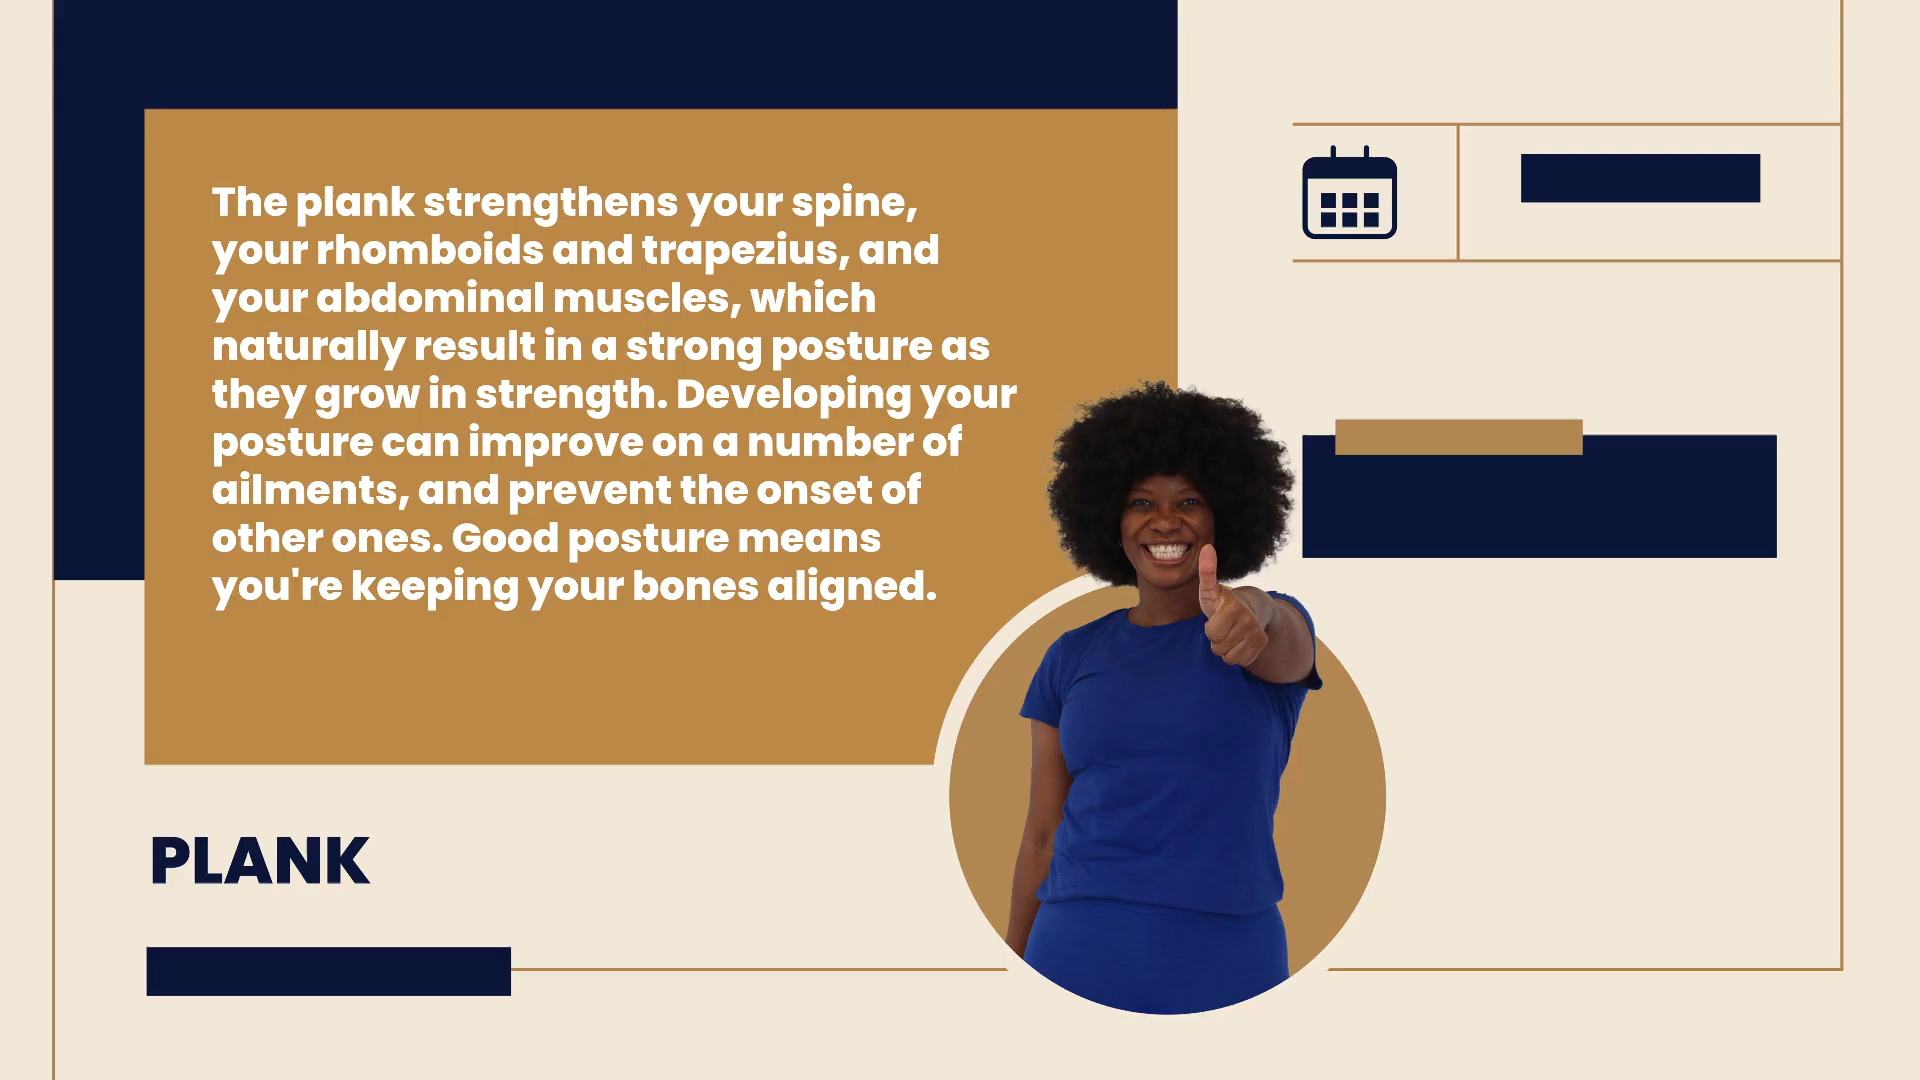 The plank strengthens your spine,
your rhomboids and trapezius, and
your abdominal muscles, which
naturally result in a strong posture as
they grow in strength. Developing your
posture can improve on a number of
ailments, and prevent the onset of
other ones. Good posture means
you're keeping your bones aligned.
PLANK